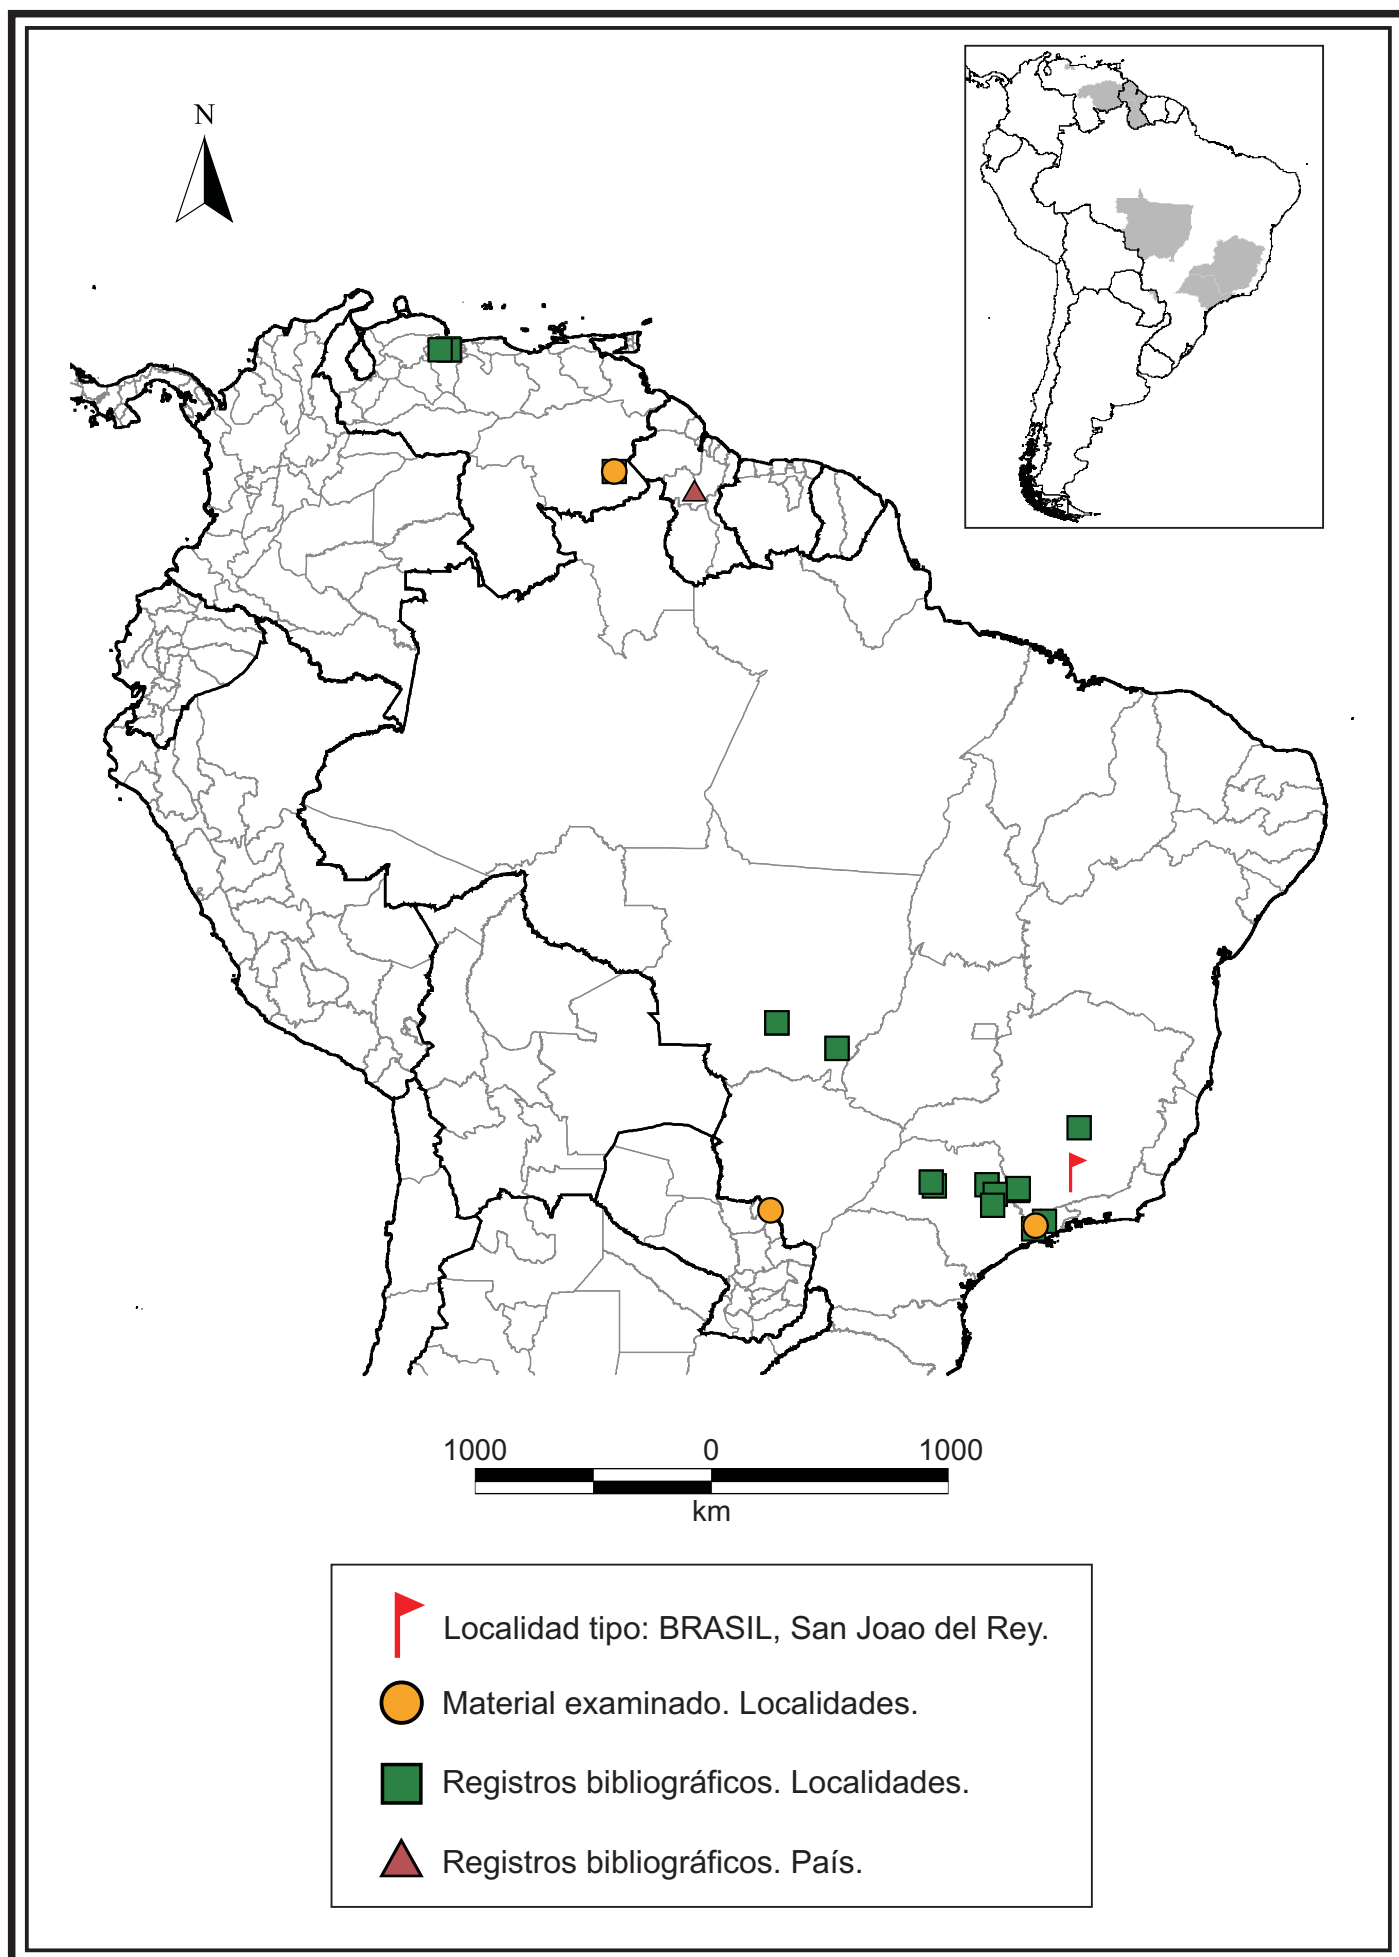 N
1000 0 1000
km
Localidad tipo: BRASIL, San Joao del Rey.
Material examinado. Localidades.
Registros bibliográficos. Localidades.
Registros bibliográficos. País.